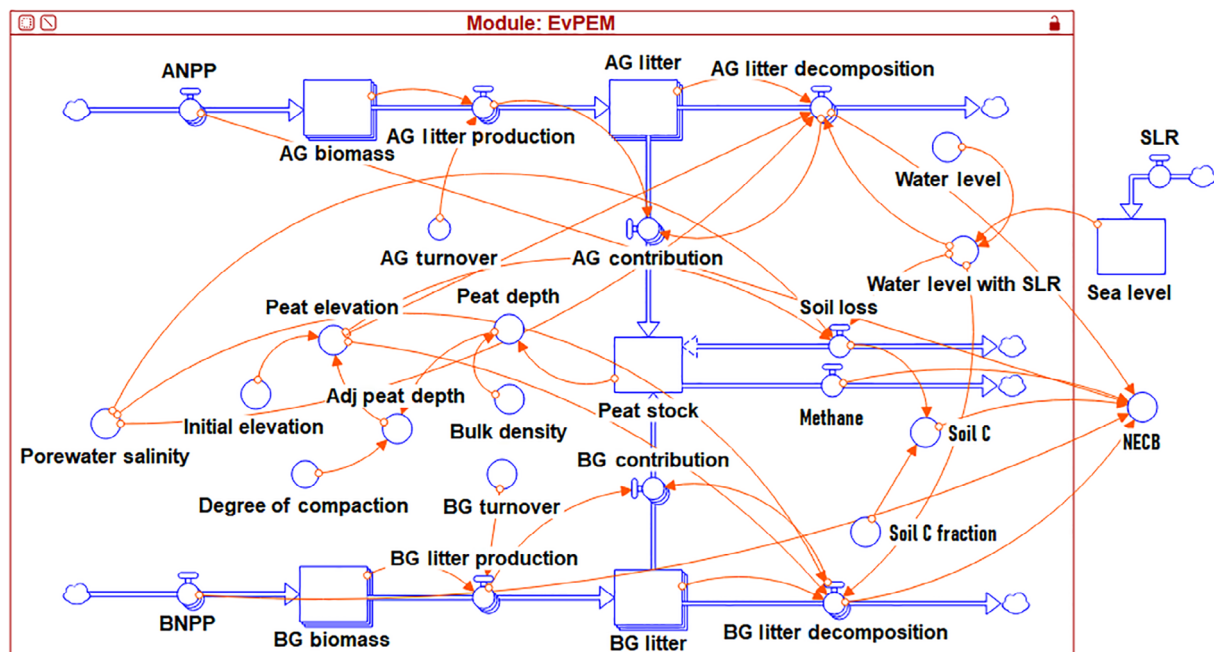 Module: EvPEM
ANPP
AG litter
AG litter decomposition
AG litter production
AG biomass
SLR
Water level
AG turnover
AG contribution
Water level with SLR
Sea level
Peat elevation
Peat depth
Soil loss
Adj peat depth
Initial elevation
Bulk density
Peat stock
Methane
Porewater salinity
Soil C
NECB
BG contribution
Degree of compaction
BG turnover
Soil C fraction
BG litter production
BNPP
BG biomass
BG litter
BG litter decomposition